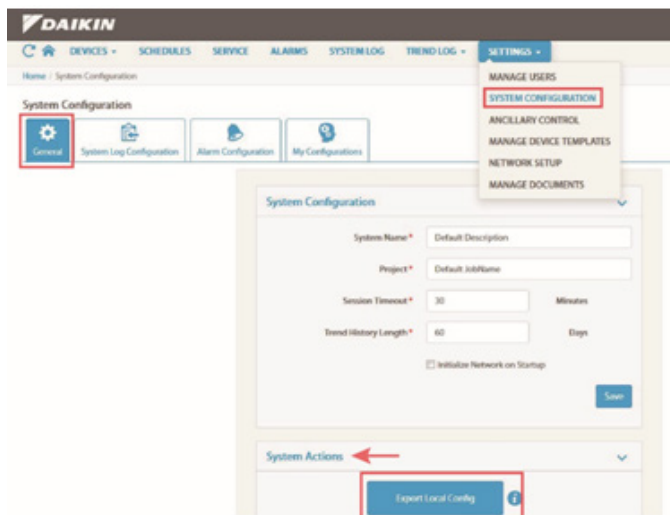 DAIKIN
DEVICES SCHEDULES SERVICE ALARMS SYSTEM LOG TREND LOG SETTINGS
Home / System Configuration
MANAGE USERS
SYSTEM CONFIGURATION
ANCILLARY CONTROL
MANAGE DEVICE TEMPLATES
NETWORK SETUP
MANAGE DOCUMENTS
System Configuration
General System Log Configuration Alarm Configuration My Configurations
System Configuration
System Name* Default Description
Project* Default JobName
Session Timeout* 30 Minutes
Trend History Length* 60 Days
Initialize Network on Startup
Save
System Actions
Export Local Config i